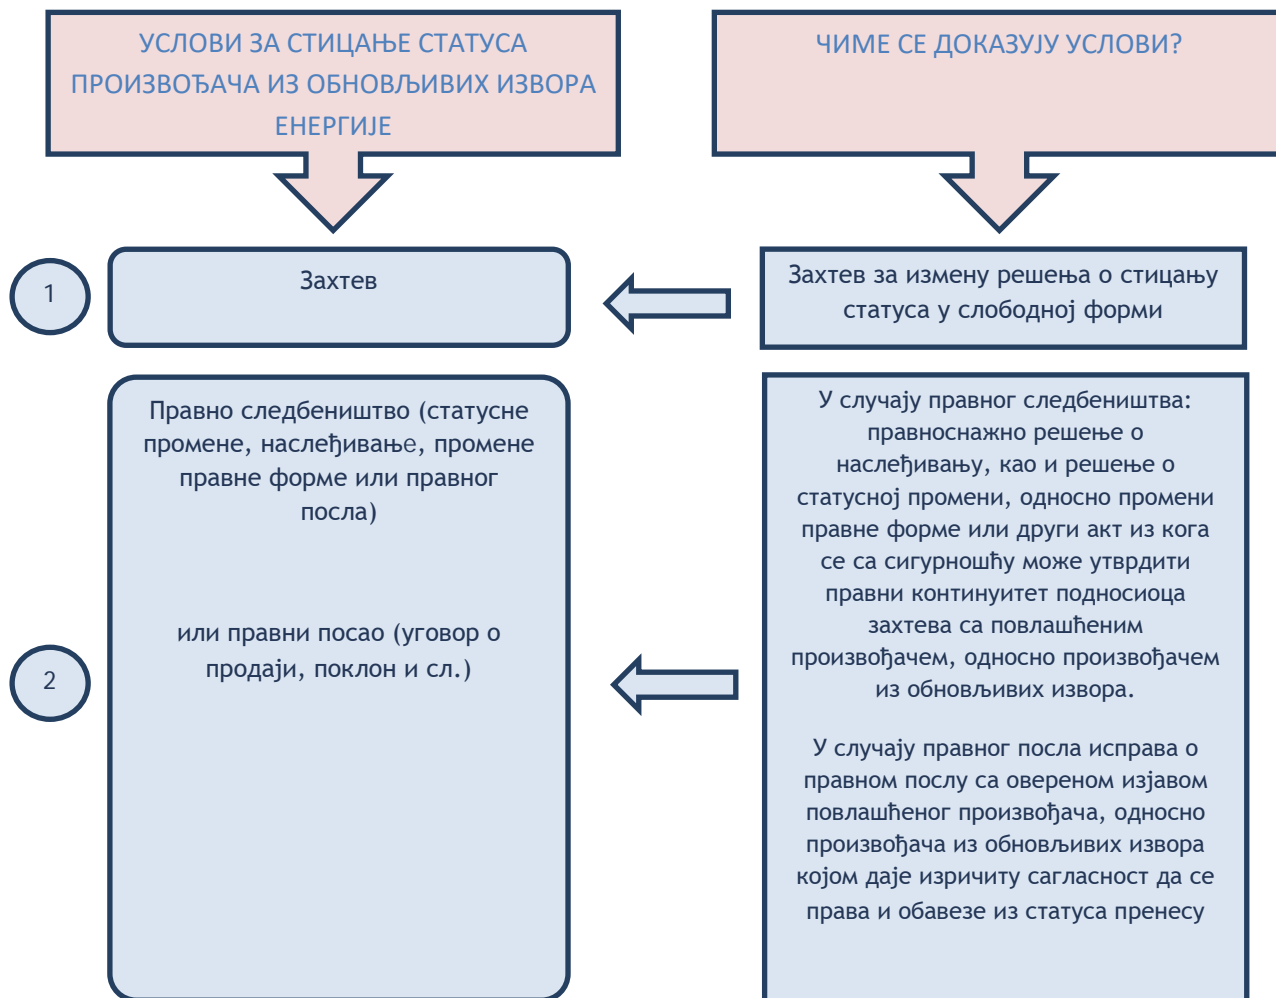 УСЛОВИ ЗА СТИЦАЊЕ СТАТУСА
ПРОИЗВОЂАЧА ИЗ ОБНОВЉИВИХ ИЗВОРА
ЕНЕРГИЈЕ
ЧИМЕ СЕ ДОКАЗУЈУ УСЛОВИ?
1
Захтев
Захтев за измену решења о стицању
статуса у слободној форми
2
Правно следбеништво (статусне
промене, наслеђивање, промене
правне форме или правног
посла)
или правни посао (уговор о
продаји, поклон и сл.)
У случају правног следбеништва:
правноснажно решење о
наслеђивању, као и решење о
статусној промени, односно промени
правне форме или други акт из кога
се са сигурношћу може утврдити
правни континуитет подносиоца
захтева са повлашћеним
произвођачем, односно произвођачем
из обновљивих извора.
У случају правног посла исправа о
правном послу са овереном изјавом
повлашћеног произвођача, односно
произвођача из обновљивих извора
којом даје изричиту сагласност да се
права и обавезе из статуса пренесу